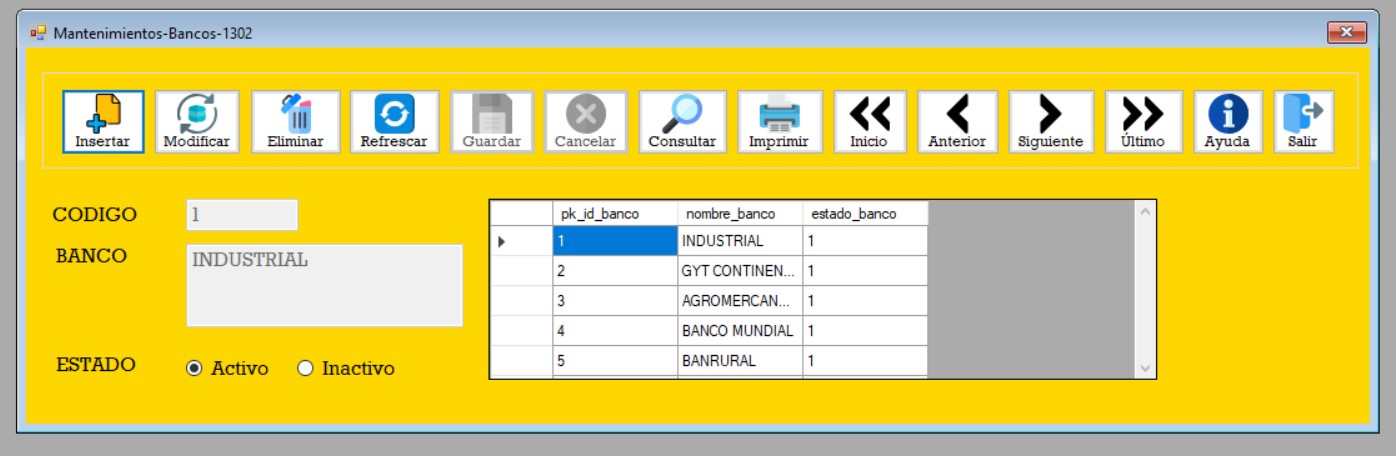 Mantenimientos-Bancos-1302
Insertar Modificar Eliminar Refrescar Guardar Cancelar Consultar Imprimir Inicio Anterior Siguiente Último Ayuda Salir
CODIGO 1
BANCO INDUSTRIAL
ESTADO Activo Inactivo
pk_id_banco nombre_banco estado_banco
1 INDUSTRIAL 1
2 GYT CONTINEN... 1
3 AGROMERCAN... 1
4 BANCO MUNDIAL 1
5 BANRURAL 1